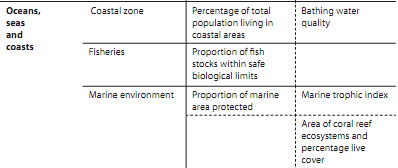 Oceans,
seas
and
coasts
Coastal zone
Percentage of total
population living in
coastal areas
Bathing water
quality
Fisheries
Proportion of fish
stocks within safe
biological limits
Marine environment
Proportion of marine
area protected
Marine trophic index
Area of coral reef
ecosystems and
percentage live
cover